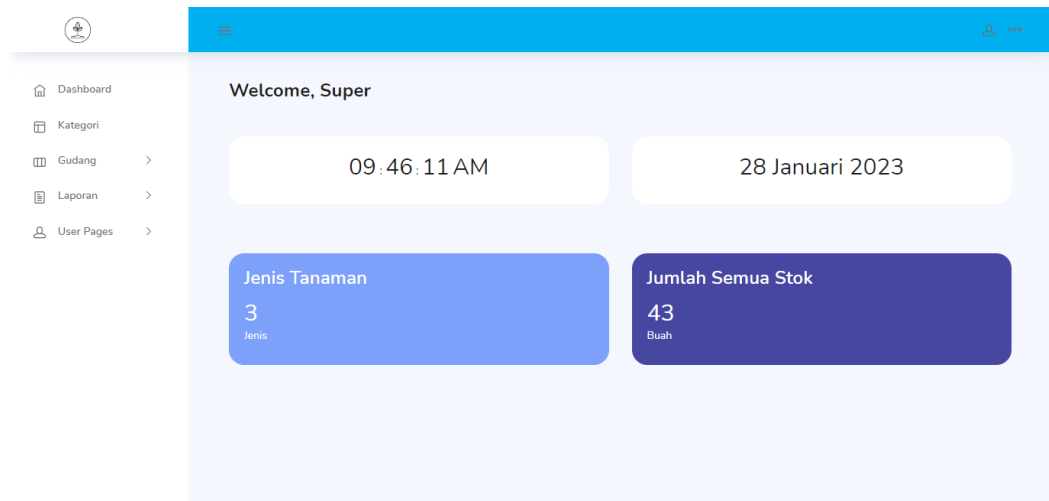 Dashboard
Kategori
Gudang
Laporan
User Pages
Welcome, Super
09:46:11 AM
28 Januari 2023
Jenis Tanaman
3
Jenis
Jumlah Semua Stok
43
Buah